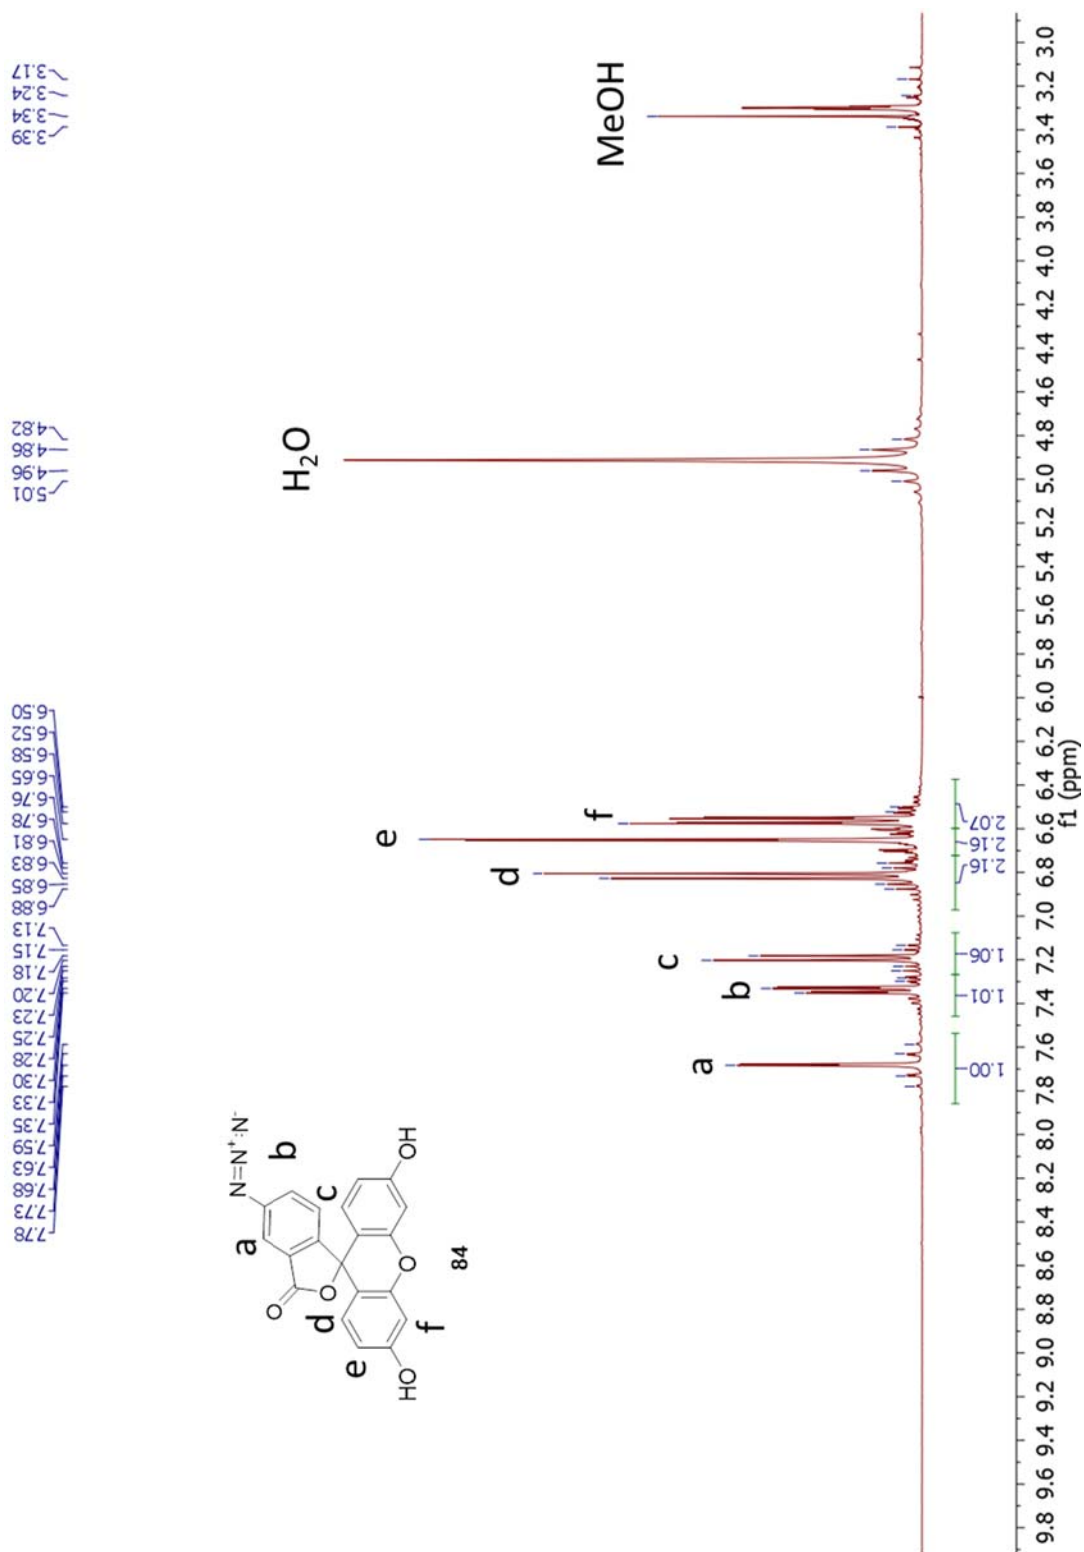 7.78
7.73
7.68
7.63
7.59
7.35
7.33
7.30
7.28
7.25
7.23
7.20
7.18
7.15
7.13
6.88
6.85
6.83
6.81
6.78
6.76
6.65
6.58
6.52
6.50
5.01
4.96
4.86
4.82
3.39
3.34
3.24
3.17
N=N⁺:N⁻
a
b
c
O
O
d
e
f
HO
O
OH
84
H₂O
MeOH
a
b
c
d
e
f
1.00
1.01
1.06
2.16
2.16
2.07
9.8 9.6 9.4 9.2 9.0 8.8 8.6 8.4 8.2 8.0 7.8 7.6 7.4 7.2 7.0 6.8 6.6 6.4 6.2 6.0 5.8 5.6 5.4 5.2 5.0 4.8 4.6 4.4 4.2 4.0 3.8 3.6 3.4 3.2 3.0
f1 (ppm)